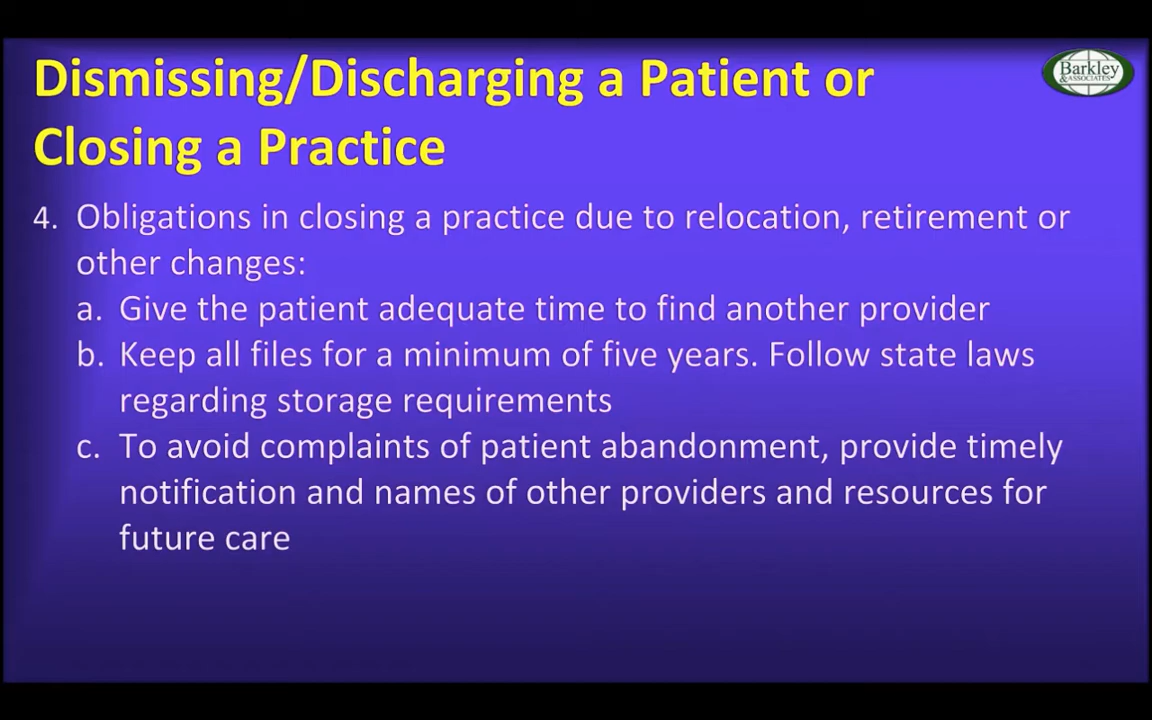 Dismissing/Discharging a Patient or
Closing a Practice
Barkley
& ASSOCIATES
4. Obligations in closing a practice due to relocation, retirement or
other changes:
a. Give the patient adequate time to find another provider
b. Keep all files for a minimum of five years. Follow state laws
regarding storage requirements
c. To avoid complaints of patient abandonment, provide timely
notification and names of other providers and resources for
future care